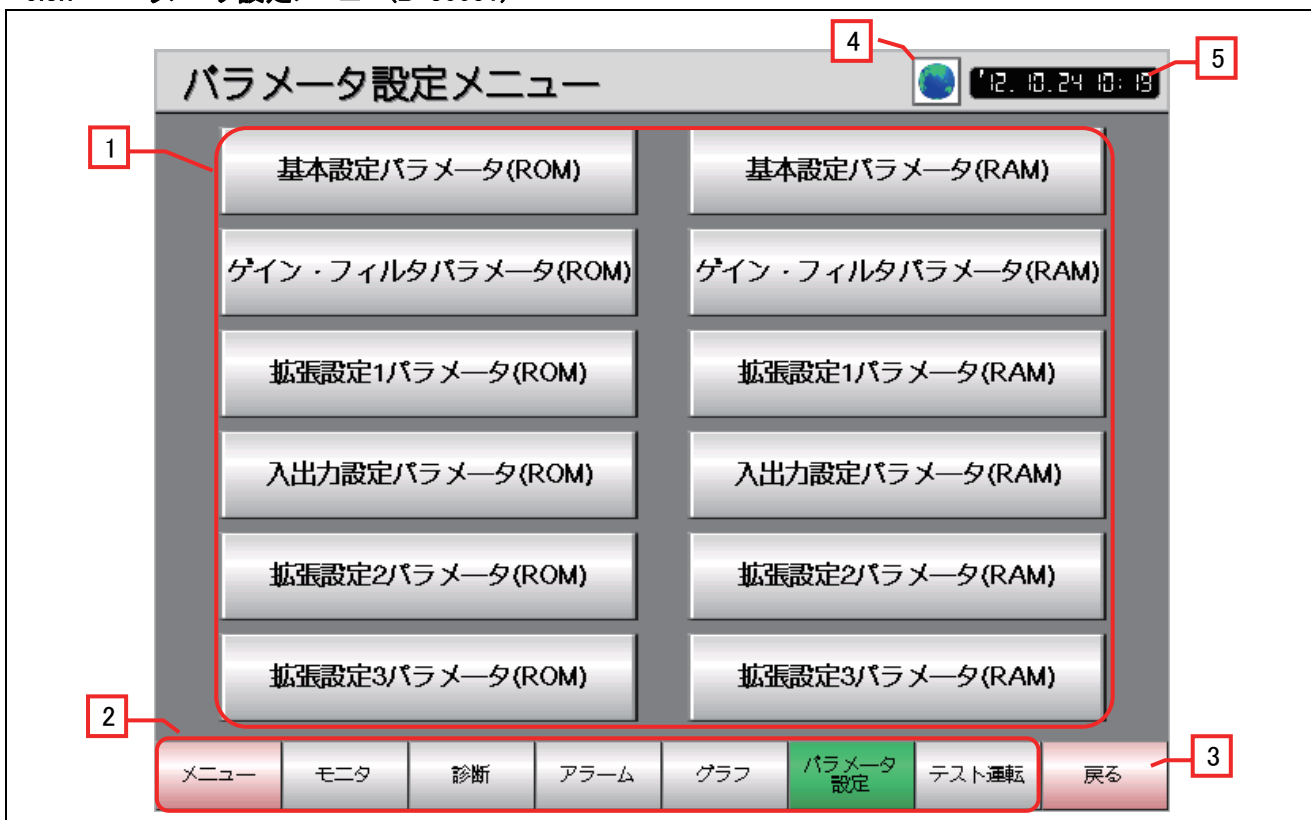 4
5
パラメータ設定メニュー
'12. 10.24 10:19
1
基本設定パラメータ(ROM) 基本設定パラメータ(RAM)
ゲイン・フィルタパラメータ(ROM) ゲイン・フィルタパラメータ(RAM)
拡張設定1パラメータ(ROM) 拡張設定1パラメータ(RAM)
入出力設定パラメータ(ROM) 入出力設定パラメータ(RAM)
拡張設定2パラメータ(ROM) 拡張設定2パラメータ(RAM)
拡張設定3パラメータ(ROM) 拡張設定3パラメータ(RAM)
2
メニュー モニタ 診断 アラーム グラフ パラメータ
設定 テスト運転 戻る
3